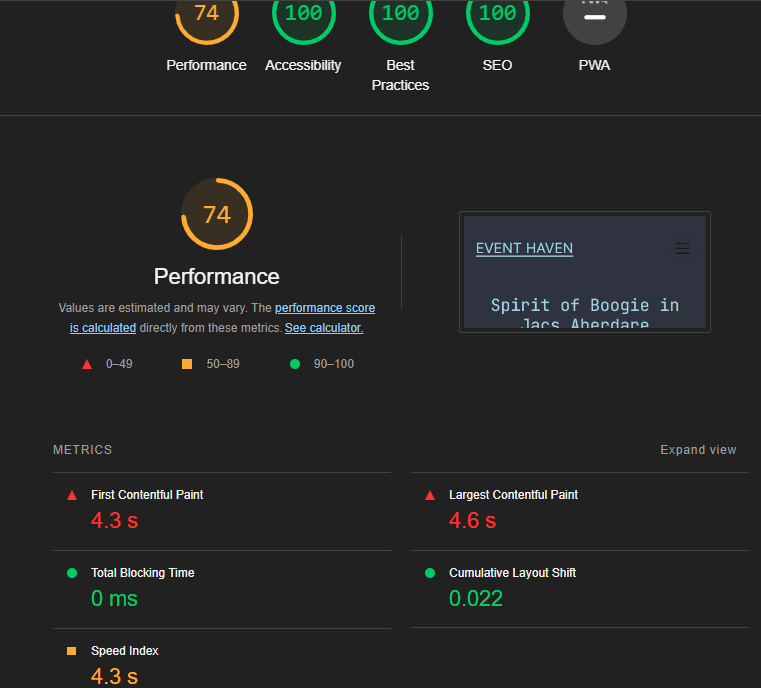 74
100
100
100
Performance
Accessibility
Best
Practices
SEO
PWA
74
Performance
Values are estimated and may vary. The performance score
is calculated directly from these metrics. See calculator.
0–49
50–89
90–100
EVENT HAVEN
Spirit of Boogie in
Jacs Aberdare
METRICS
Expand view
First Contentful Paint
4.3 s
Largest Contentful Paint
4.6 s
Total Blocking Time
0 ms
Cumulative Layout Shift
0.022
Speed Index
4.3 s